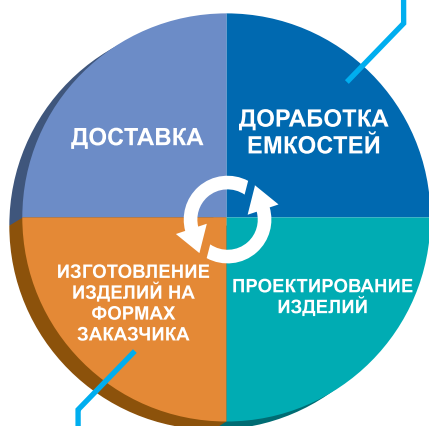 ДОСТАВКА
ДОРАБОТКА
ЕМКОСТЕЙ
ИЗГОТОВЛЕНИЕ
ИЗДЕЛИЙ НА
ФОРМАХ
ЗАКАЗЧИКА
ПРОЕКТИРОВАНИЕ
ИЗДЕЛИЙ